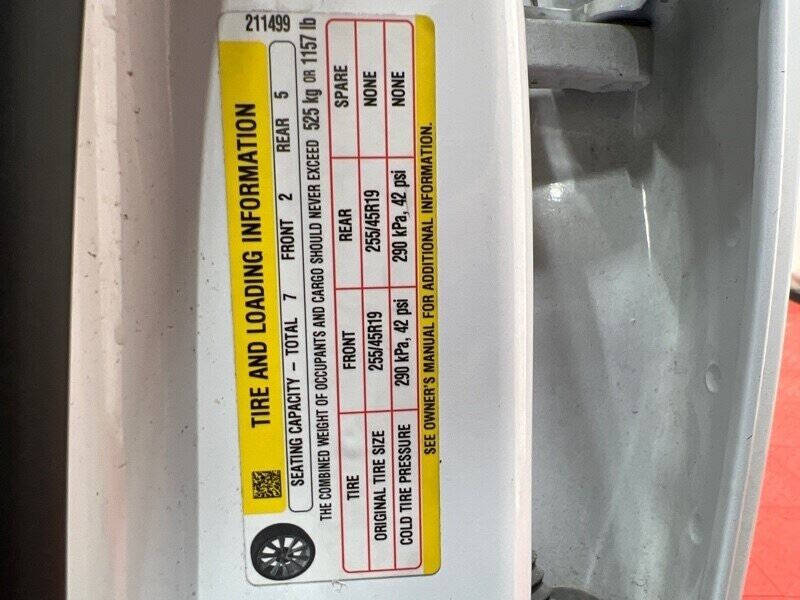 211499
TIRE AND LOADING INFORMATION
SEATING CAPACITY – TOTAL 7 FRONT 2 REAR 5
THE COMBINED WEIGHT OF OCCUPANTS AND CARGO SHOULD NEVER EXCEED 525 kg OR 1157 lb
TIRE FRONT REAR SPARE
ORIGINAL TIRE SIZE 255/45R19 255/45R19 NONE
COLD TIRE PRESSURE 290 kPa, 42 psi 290 kPa, 42 psi NONE
SEE OWNER'S MANUAL FOR ADDITIONAL INFORMATION.